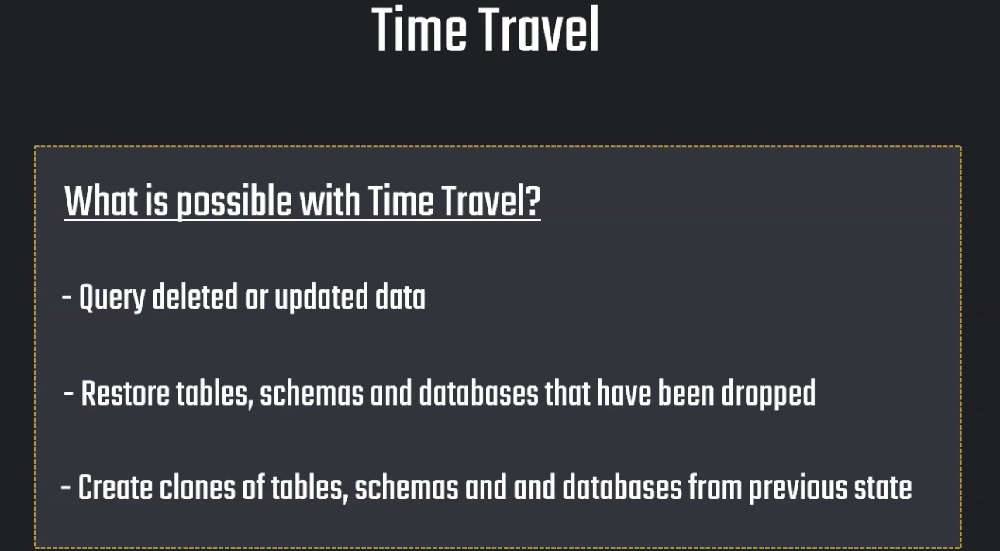 Time Travel
What is possible with Time Travel?
- Query deleted or updated data
- Restore tables, schemas and databases that have been dropped
- Create clones of tables, schemas and and databases from previous state